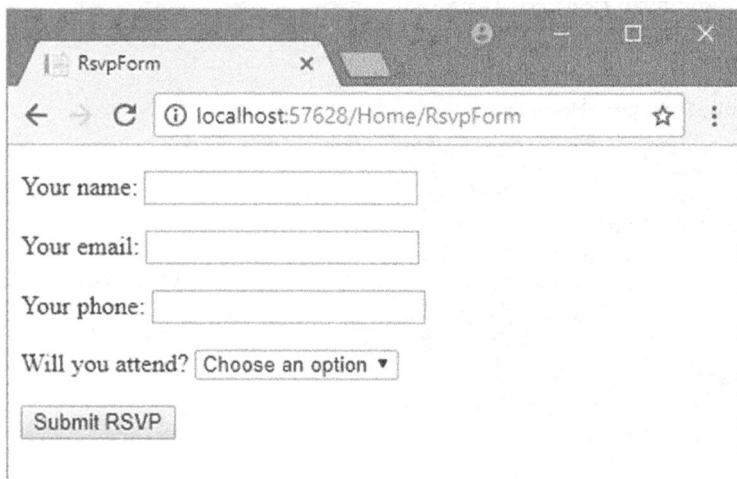 RsvpForm
localhost:57628/Home/RsvpForm
Your name:
Your email:
Your phone:
Will you attend? Choose an option
Submit RSVP